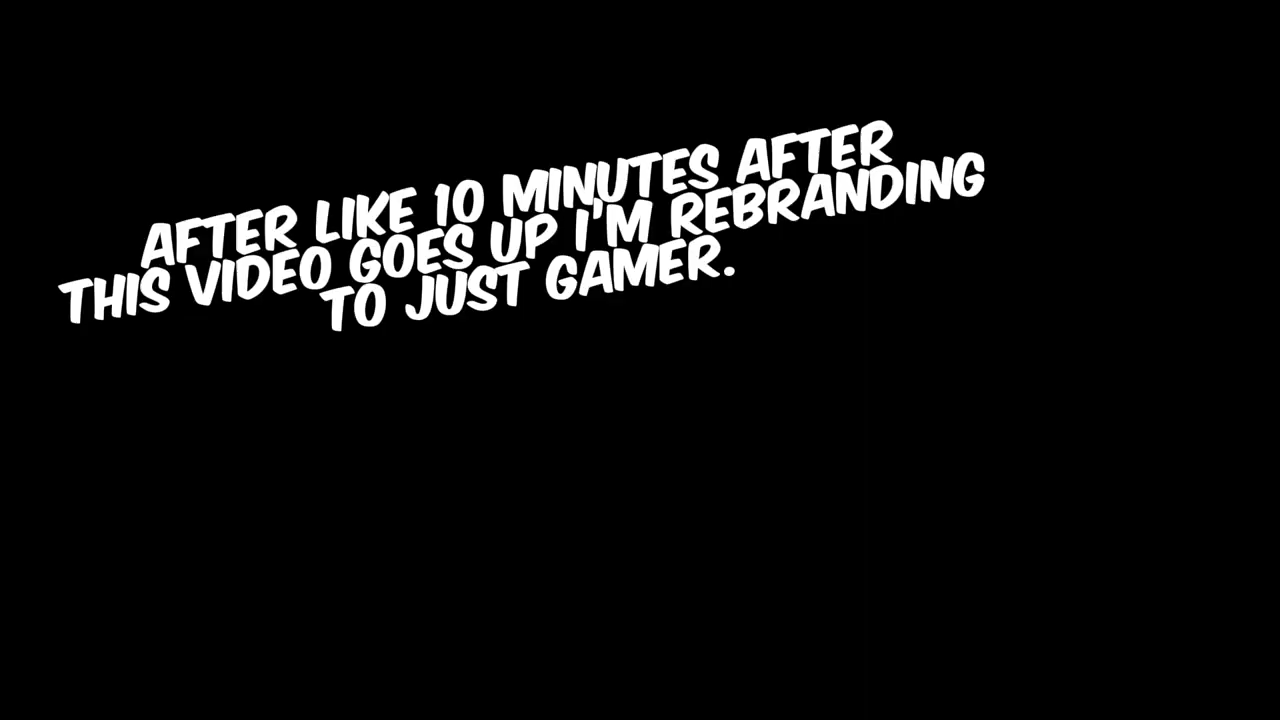 AFTER LIKE 10 MINUTES AFTER
THIS VIDEO GOES UP I'M REBRANDING
TO JUST GAMER.